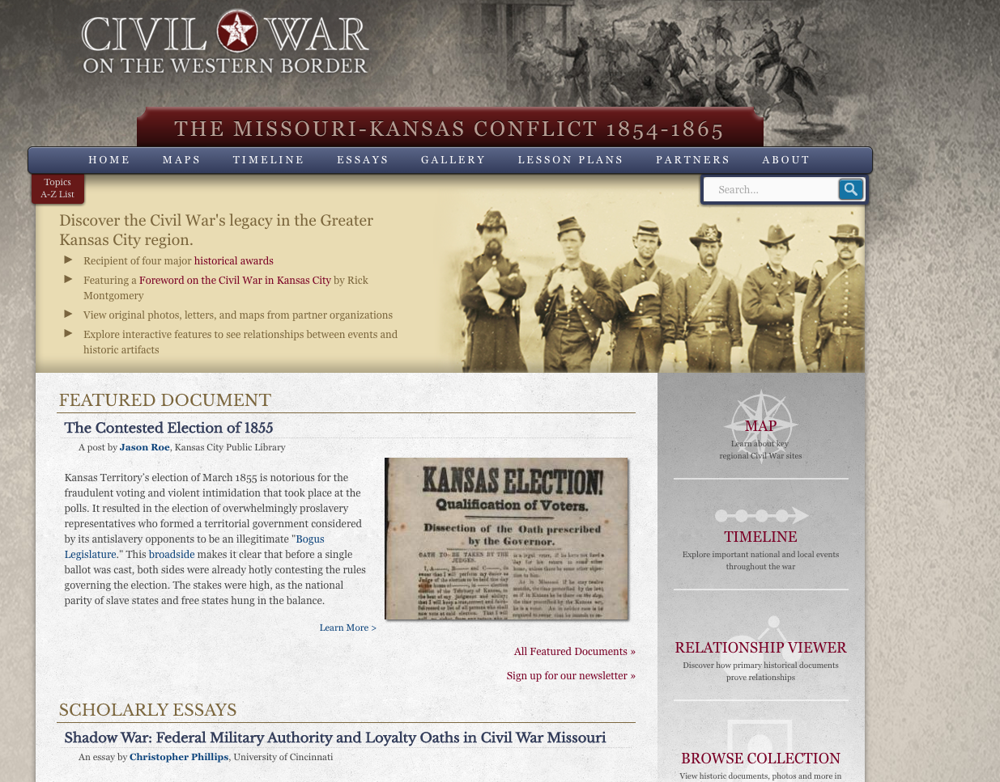 CIVIL WAR
ON THE WESTERN BORDER
THE MISSOURI-KANSAS CONFLICT 1854-1865
HOME MAPS TIMELINE ESSAYS GALLERY LESSON PLANS PARTNERS ABOUT
Topics
A-Z List
Search...
Discover the Civil War's legacy in the Greater
Kansas City region.
Recipient of four major historical awards
Featuring a Foreword on the Civil War in Kansas City by Rick
Montgomery
View original photos, letters, and maps from partner organizations
Explore interactive features to see relationships between events and
historic artifacts
FEATURED DOCUMENT
The Contested Election of 1855
A post by Jason Roe, Kansas City Public Library
Kansas Territory's election of March 1855 is notorious for the
fraudulent voting and violent intimidation that took place at the
polls. It resulted in the election of overwhelmingly proslavery
representatives who formed a territorial government considered
by its antislavery opponents to be an illegitimate "Bogus
Legislature." This broadside makes it clear that before a single
ballot was cast, both sides were already hotly contesting the rules
governing the election. The stakes were high, as the national
parity of slave states and free states hung in the balance.
Learn More >
KANSAS ELECTION!
Qualification of Voters.
Dissection of the Oath prescribed
by the Governor.
OATH TO BE TAKEN BY THE
JUDGES.
All Featured Documents »
Sign up for our newsletter »
SCHOLARLY ESSAYS
Shadow War: Federal Military Authority and Loyalty Oaths in Civil War Missouri
An essay by Christopher Phillips, University of Cincinnati
MAP
Learn about key
regional Civil War sites
TIMELINE
Explore important national and local events
throughout the war
RELATIONSHIP VIEWER
Discover how primary historical documents
prove relationships
BROWSE COLLECTION
View historic documents, photos and more in